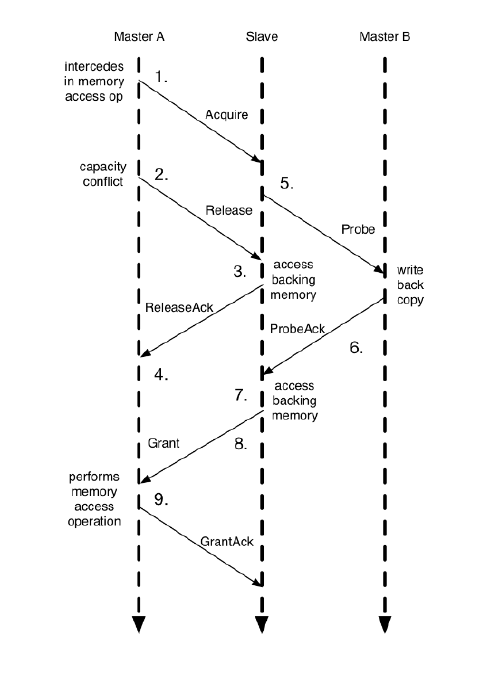 Master A
Slave
Master B
intercedes
in memory
access op
1.
Acquire
capacity
conflict
2.
5.
Release
Probe
3.
access
backing
memory
write
back
copy
ReleaseAck
ProbeAck
6.
4.
7.
access
backing
memory
Grant
8.
performs
memory
access
operation
9.
GrantAck